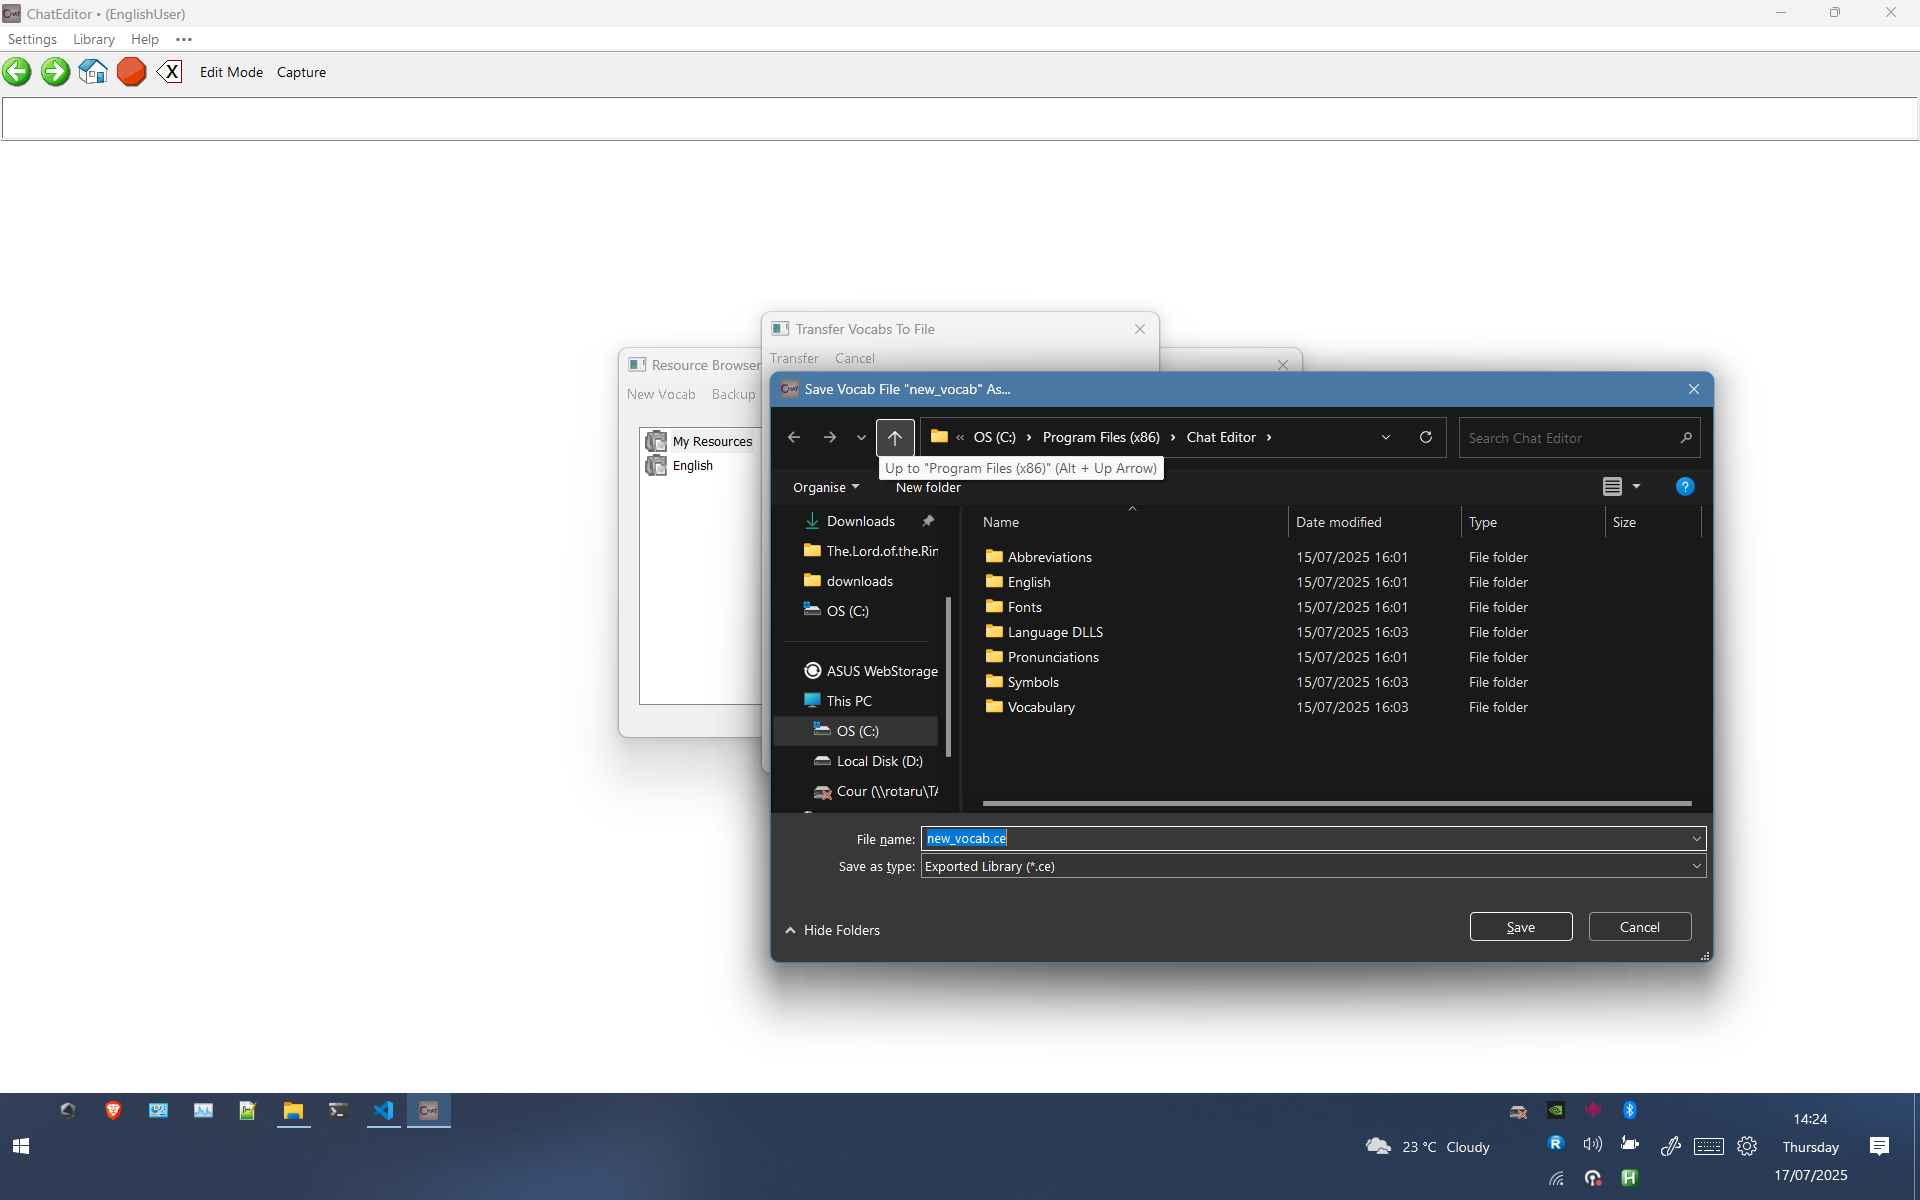 ChatEditor • (EnglishUser)
Settings Library Help •••
X Edit Mode Capture
Transfer Vocabs To File
Transfer Cancel
Resource Browser
New Vocab Backup
My Resources
English
CHAT Save Vocab File "new_vocab" As...
« OS (C:) › Program Files (x86) › Chat Editor ›
Search Chat Editor
Up to "Program Files (x86)" (Alt + Up Arrow)
Organise New folder
?
Downloads
The.Lord.of.the.Rin
downloads
OS (C:)
ASUS WebStorage
This PC
OS (C:)
Local Disk (D:)
Cour (\\rotaru\TA
Name Date modified Type Size
Abbreviations 15/07/2025 16:01 File folder
English 15/07/2025 16:01 File folder
Fonts 15/07/2025 16:01 File folder
Language DLLS 15/07/2025 16:03 File folder
Pronunciations 15/07/2025 16:01 File folder
Symbols 15/07/2025 16:03 File folder
Vocabulary 15/07/2025 16:03 File folder
File name: new_vocab.ce
Save as type: Exported Library (*.ce)
Hide Folders
Save Cancel
CHAT
23 °C Cloudy
R
H
14:24
Thursday
17/07/2025